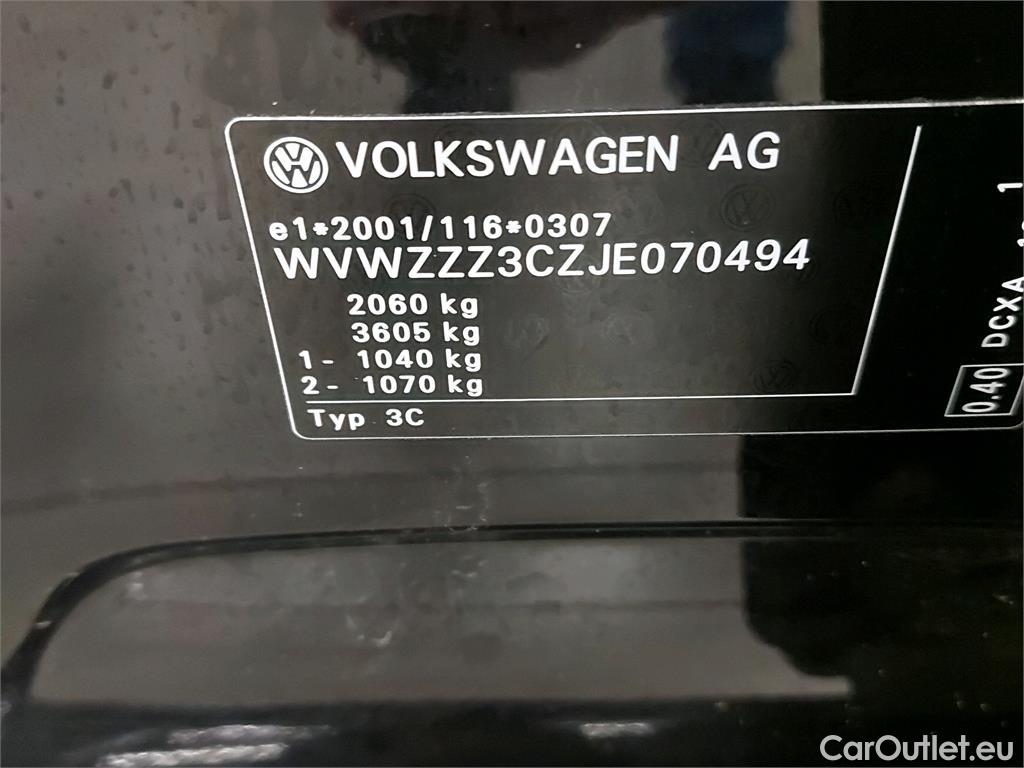 VOLKSWAGEN AG
e1*2001/116*0307
WVWZZZ3CZJE070494
2060 kg
3605 kg
1- 1040 kg
2- 1070 kg
Typ 3C
0.40 DCXA
CarOutlet.eu